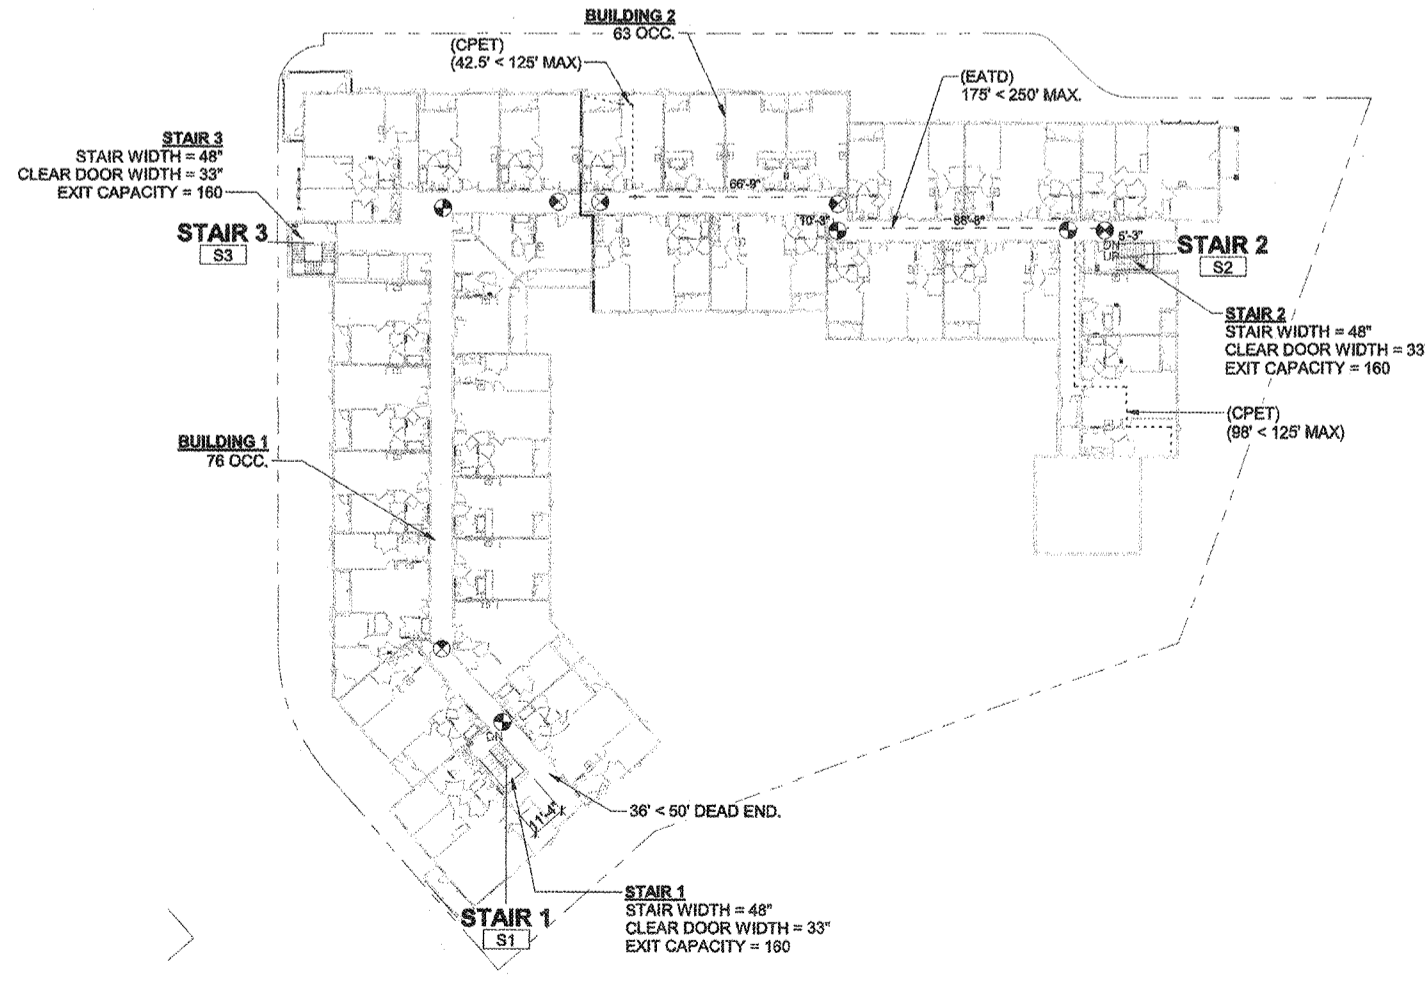 BUILDING 2
63 OCC.
(CPET)
(42.5' < 125' MAX)
(EATD)
175' < 250' MAX.
STAIR 3
STAIR WIDTH = 48"
CLEAR DOOR WIDTH = 33"
EXIT CAPACITY = 160
STAIR 3
S3
66'-9"
10'-3"
88'-8"
5'-3"
DN
UP
STAIR 2
S2
STAIR 2
STAIR WIDTH = 48"
CLEAR DOOR WIDTH = 33
EXIT CAPACITY = 160
(CPET)
(98' < 125' MAX)
BUILDING 1
76 OCC.
DN
11'-4"
36' < 50' DEAD END.
STAIR 1
STAIR WIDTH = 48"
CLEAR DOOR WIDTH = 33"
EXIT CAPACITY = 160
STAIR 1
S1